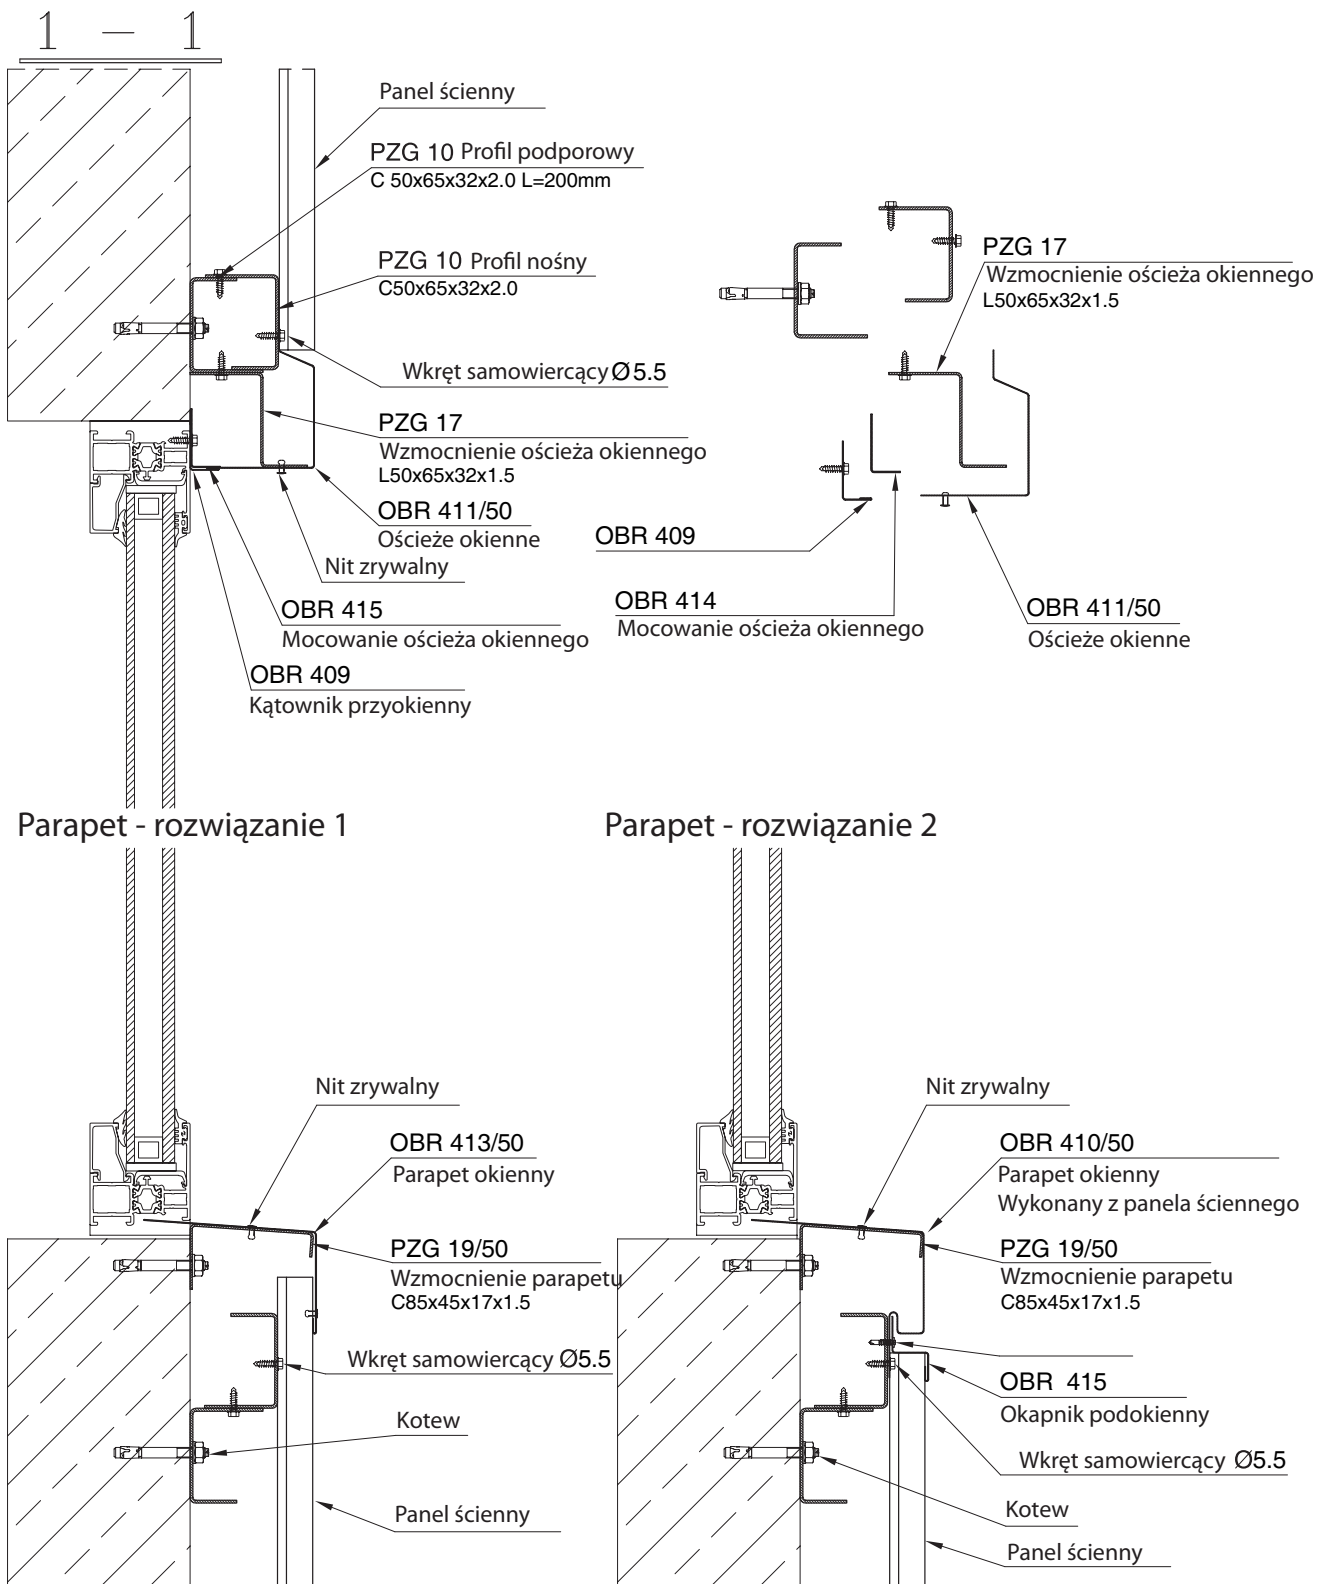 1 - 1
Panel ścienny
PZG 10 Profil podporowy
C 50x65x32x2.0 L=200mm
PZG 10 Profil nośny
C50x65x32x2.0
Wkręt samowiercący Ø5.5
PZG 17
Wzmocnienie ościeża okiennego
L50x65x32x1.5
OBR 411/50
Ościeże okienne
Nit zrywalny
OBR 415
Mocowanie ościeża okiennego
OBR 409
Kątownik przyokienny
PZG 17
Wzmocnienie ościeża okiennego
L50x65x32x1.5
OBR 409
OBR 414
Mocowanie ościeża okiennego
OBR 411/50
Ościeże okienne
Parapet - rozwiązanie 1
Nit zrywalny
OBR 413/50
Parapet okienny
PZG 19/50
Wzmocnienie parapetu
C85x45x17x1.5
Wkręt samowiercący Ø5.5
Kotew
Panel ścienny
Parapet - rozwiązanie 2
Nit zrywalny
OBR 410/50
Parapet okienny
Wykonany z panela ściennego
PZG 19/50
Wzmocnienie parapetu
C85x45x17x1.5
OBR 415
Okapnik podokienny
Wkręt samowiercący Ø5.5
Kotew
Panel ścienny